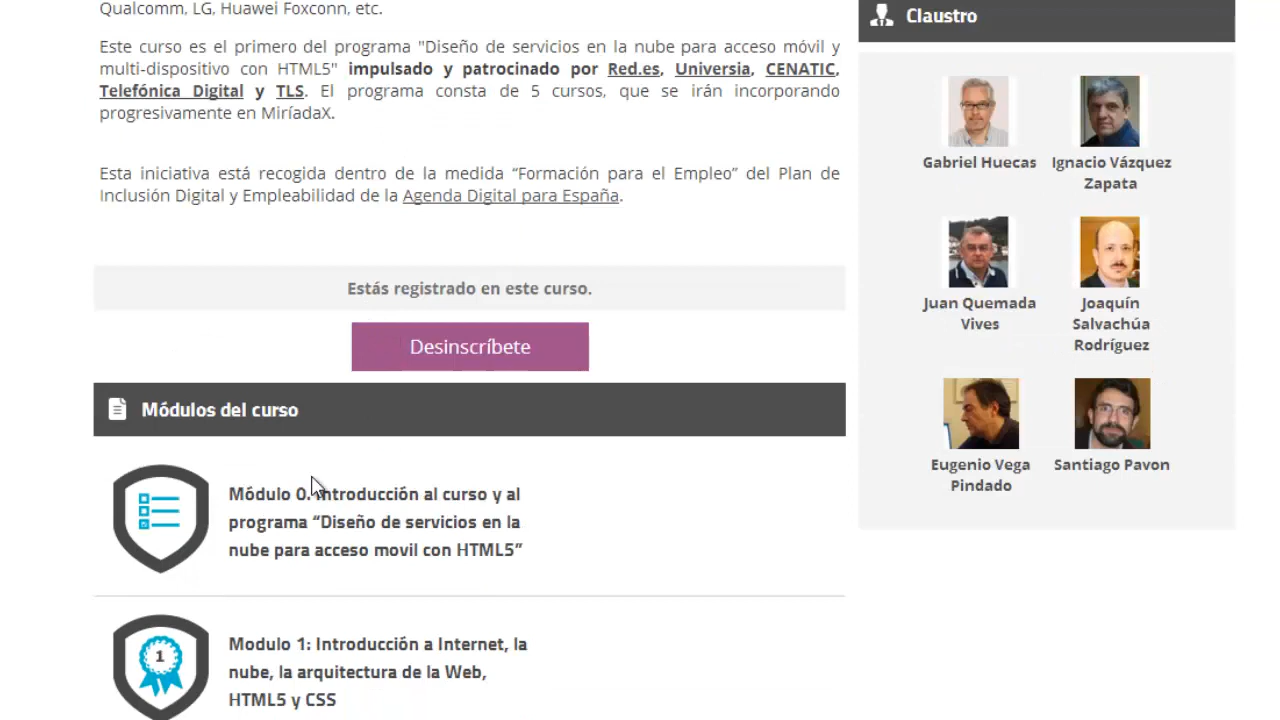 Qualcomm, LG, Huawei Foxconn, etc.
Este curso es el primero del programa "Diseño de servicios en la nube para acceso móvil y
multi-dispositivo con HTML5" impulsado y patrocinado por Red.es, Universia, CENATIC,
Telefónica Digital y TLS. El programa consta de 5 cursos, que se irán incorporando
progresivamente en MiríadaX.
Esta iniciativa está recogida dentro de la medida “Formación para el Empleo” del Plan de
Inclusión Digital y Empleabilidad de la Agenda Digital para España.
Estás registrado en este curso.
Desinscríbete
Módulos del curso
Módulo 0. Introducción al curso y al
programa “Diseño de servicios en la
nube para acceso movil con HTML5”
1
Modulo 1: Introducción a Internet, la
nube, la arquitectura de la Web,
HTML5 y CSS
Claustro
Gabriel Huecas
Ignacio Vázquez
Zapata
Juan Quemada
Vives
Joaquín
Salvachúa
Rodríguez
Eugenio Vega
Pindado
Santiago Pavon